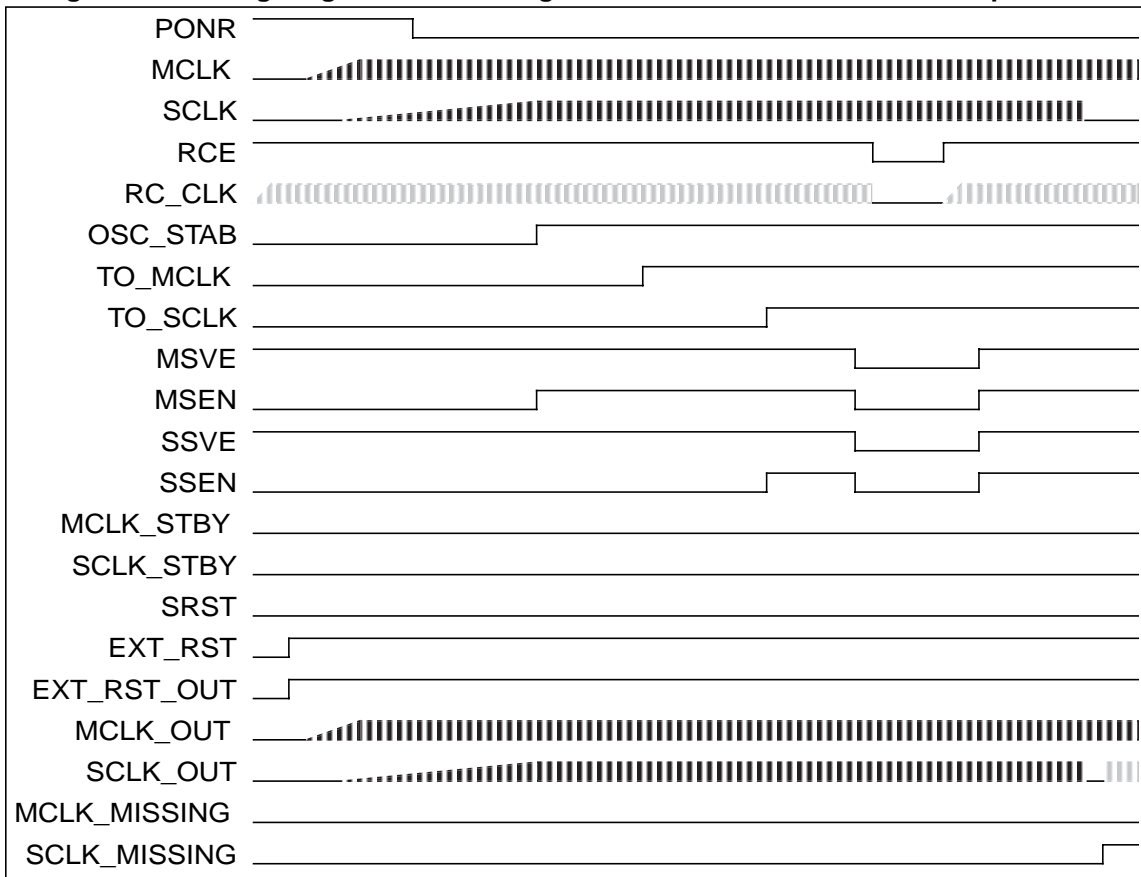 PONR
MCLK
SCLK
RCE
RC_CLK
OSC_STAB
TO_MCLK
TO_SCLK
MSVE
MSEN
SSVE
SSEN
MCLK_STBY
SCLK_STBY
SRST
EXT_RST
EXT_RST_OUT
MCLK_OUT
SCLK_OUT
MCLK_MISSING
SCLK_MISSING